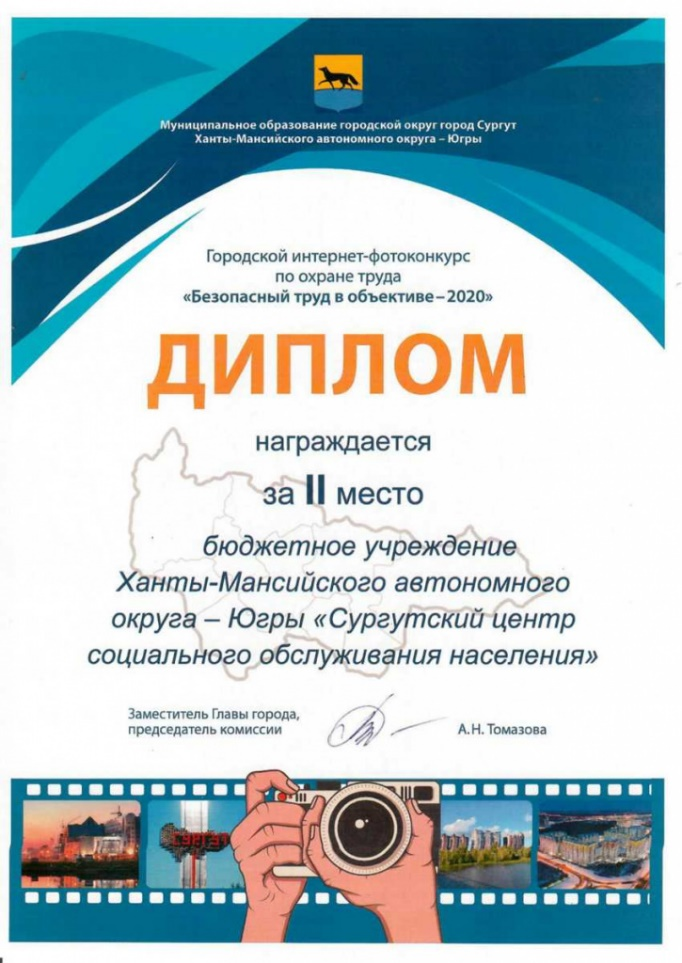 Муниципальное образование городской округ город Сургут
Ханты-Мансийского автономного округа – Югры
Городской интернет-фотоконкурс
по охране труда
«Безопасный труд в объективе–2020»
ДИПЛОМ
награждается
за II место
бюджетное учреждение
Ханты-Мансийского автономного
округа – Югры «Сургутский центр
социального обслуживания населения»
Заместитель Главы города,
председатель комиссии
А.Н. Томазова
СУРГУТ